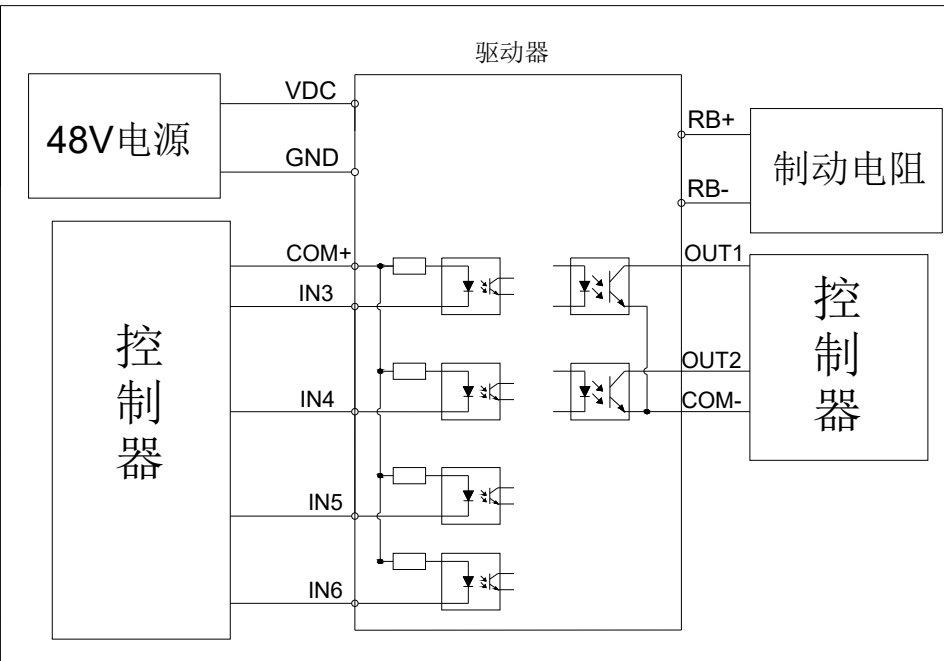 驱动器
48V电源
VDC
GND
RB+
RB-
制动电阻
控制器
COM+
IN3
IN4
IN5
IN6
OUT1
OUT2
COM-
控制器